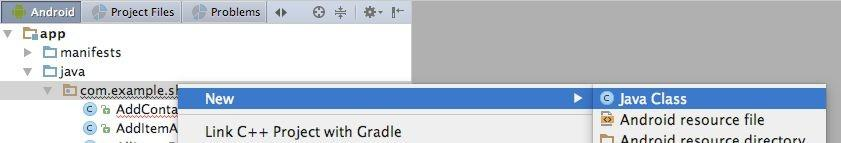 Android Project Files Problems
app
manifests
java
com.example.sh
New
Java Class
AddConta
Android resource file
AddItemA
Link C++ Project with Gradle
Android resource directory